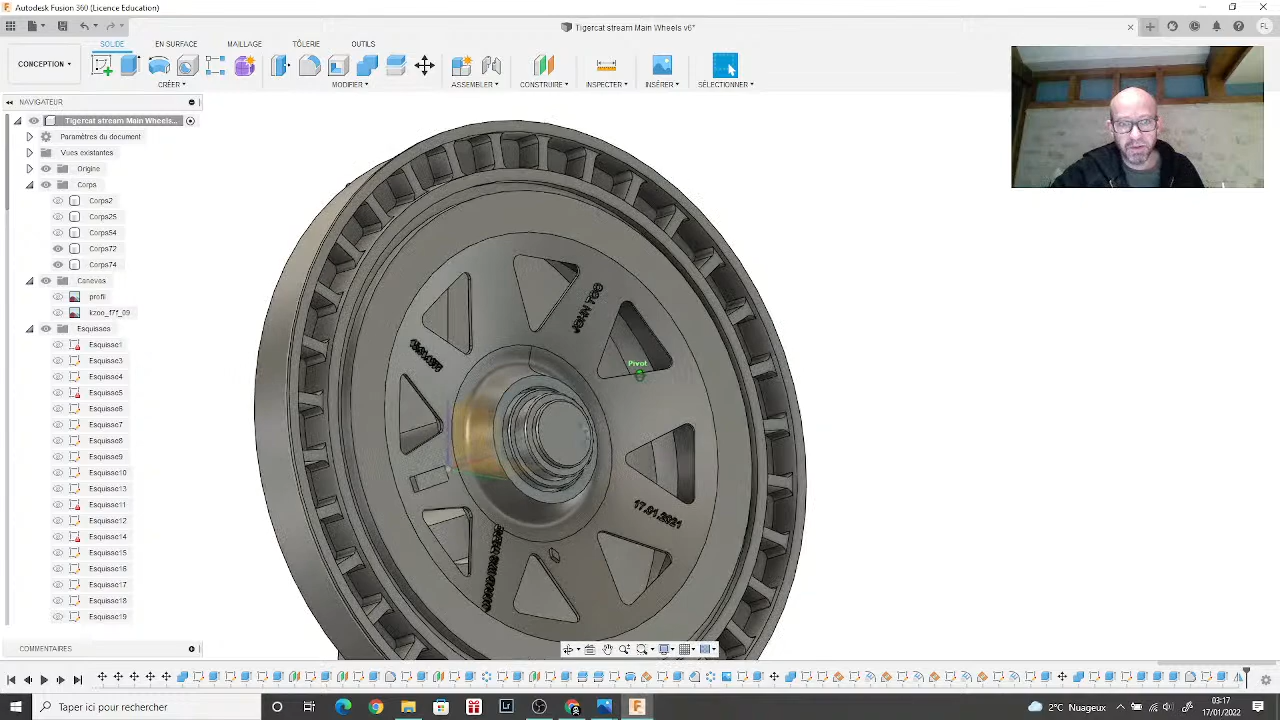 Autodesk Fusion 360 (Licence Education)
Tigercat stream Main Wheels v6*
FL
CONCEPTION
SOLIDE
EN SURFACE
MAILLAGE
TÔLERIE
OUTILS
CRÉER
MODIFIER
ASSEMBLER
CONSTRUIRE
INSPECTER
INSÉRER
SÉLECTIONNER
NAVIGATEUR
Tigercat stream Main Wheels...
Paramètres du document
Vues existantes
Origine
Corps
Corps2
Corps25
Corps54
Corps72
Corps74
Canevas
profil
kzoo_f7f_09
Esquisses
Esquisse1
Esquisse3
Esquisse4
Esquisse5
Esquisse6
Esquisse7
Esquisse8
Esquisse9
Esquisse10
Esquisse13
Esquisse11
Esquisse12
Esquisse14
Esquisse15
Esquisse16
Esquisse17
Esquisse18
Esquisse19
JOHN TOO
Pivot
17.01.2021
COMMENTAIRES
Taper ici pour rechercher
2°C Nuageux
03:17
17/01/2022